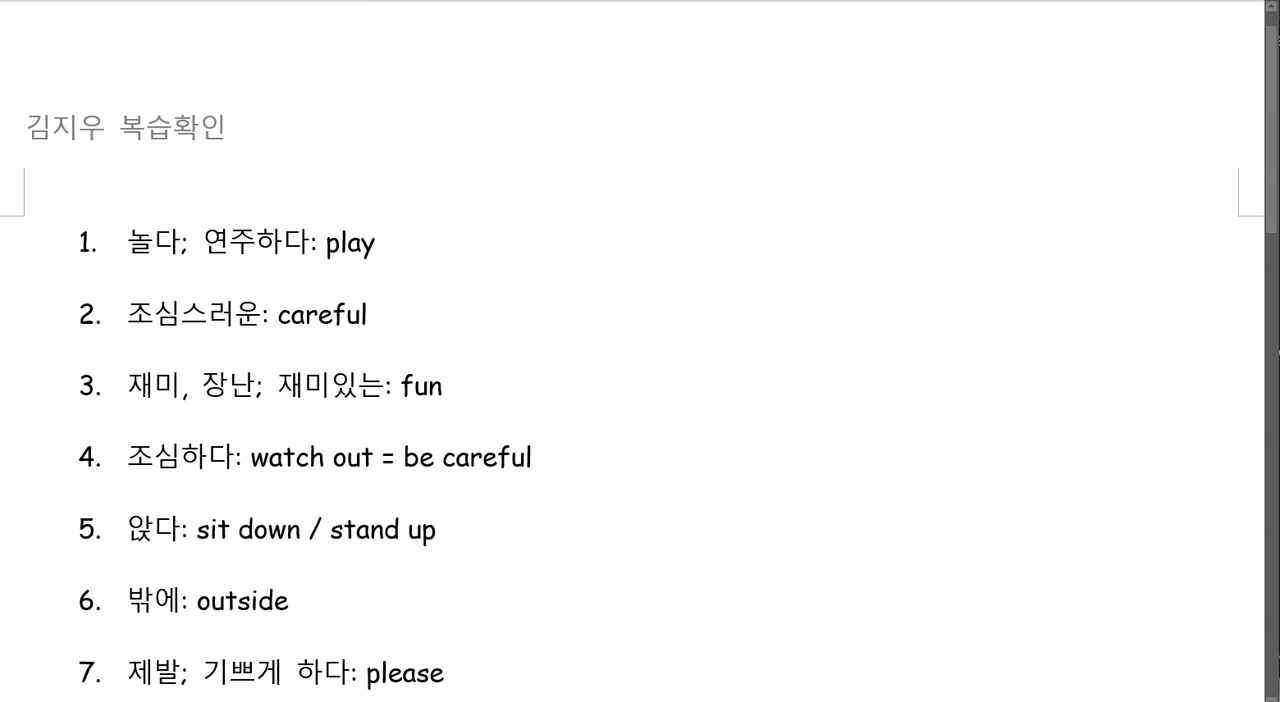 김지우 복습확인
1. 놀다; 연주하다: play
2. 조심스러운: careful
3. 재미, 장난; 재미있는: fun
4. 조심하다: watch out = be careful
5. 앉다: sit down / stand up
6. 밖에: outside
7. 제발; 기쁘게 하다: please